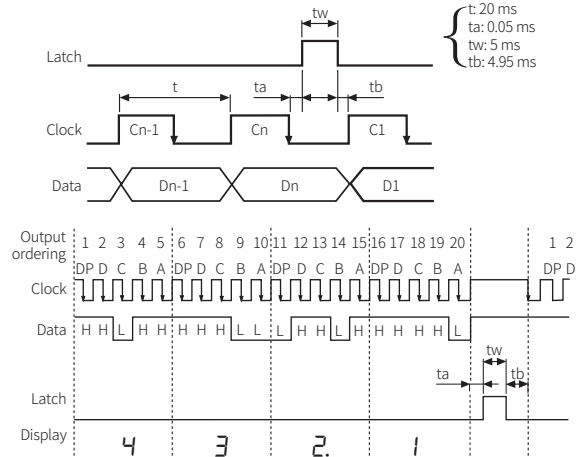 tw
t: 20 ms
ta: 0.05 ms
tw: 5 ms
tb: 4.95 ms
Latch
t
ta
tb
Clock
Cn-1
Cn
C1
Data
Dn-1
Dn
D1
Output ordering
1 2 3 4 5 6 7 8 9 10 11 12 13 14 15 16 17 18 19 20 1 2
DP D C B A DP D C B A DP D C B A DP D C B A DP D
Clock
Data
H H L H H H H H L L L H H L H H H H H L
tw
ta
tb
Latch
Display
4 3 2. 1